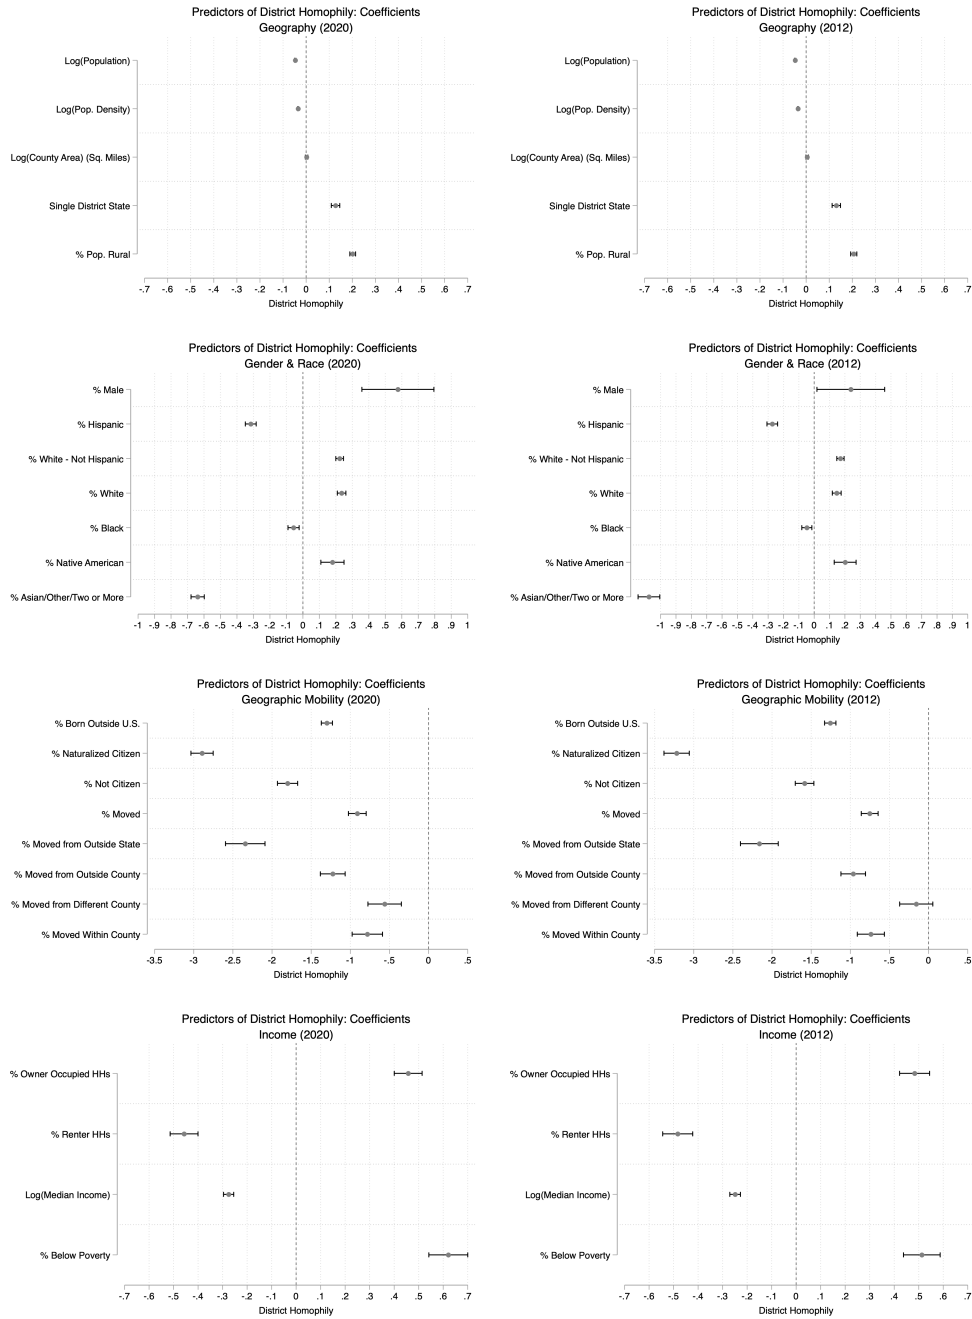 Predictors of District Homophily: Coefficients
Geography (2020)
Log(Population)
Log(Pop. Density)
Log(County Area) (Sq. Miles)
Single District State
% Pop. Rural
-.7 -.6 -.5 -.4 -.3 -.2 -.1 0 .1 .2 .3 .4 .5 .6 .7
District Homophily
Predictors of District Homophily: Coefficients
Geography (2012)
Log(Population)
Log(Pop. Density)
Log(County Area) (Sq. Miles)
Single District State
% Pop. Rural
-.7 -.6 -.5 -.4 -.3 -.2 -.1 0 .1 .2 .3 .4 .5 .6 .7
District Homophily
Predictors of District Homophily: Coefficients
Gender & Race (2020)
% Male
% Hispanic
% White - Not Hispanic
% White
% Black
% Native American
% Asian/Other/Two or More
-1 -.9 -.8 -.7 -.6 -.5 -.4 -.3 -.2 -.1 0 .1 .2 .3 .4 .5 .6 .7 .8 .9 1
District Homophily
Predictors of District Homophily: Coefficients
Gender & Race (2012)
% Male
% Hispanic
% White - Not Hispanic
% White
% Black
% Native American
% Asian/Other/Two or More
-1 -.9 -.8 -.7 -.6 -.5 -.4 -.3 -.2 -.1 0 .1 .2 .3 .4 .5 .6 .7 .8 .9 1
District Homophily
Predictors of District Homophily: Coefficients
Geographic Mobility (2020)
% Born Outside U.S.
% Naturalized Citizen
% Not Citizen
% Moved
% Moved from Outside State
% Moved from Outside County
% Moved from Different County
% Moved Within County
-3.5 -3 -2.5 -2 -1.5 -1 -.5 0 .5
District Homophily
Predictors of District Homophily: Coefficients
Geographic Mobility (2012)
% Born Outside U.S.
% Naturalized Citizen
% Not Citizen
% Moved
% Moved from Outside State
% Moved from Outside County
% Moved from Different County
% Moved Within County
-3.5 -3 -2.5 -2 -1.5 -1 -.5 0 .5
District Homophily
Predictors of District Homophily: Coefficients
Income (2020)
% Owner Occupied HHs
% Renter HHs
Log(Median Income)
% Below Poverty
-.7 -.6 -.5 -.4 -.3 -.2 -.1 0 .1 .2 .3 .4 .5 .6 .7
District Homophily
Predictors of District Homophily: Coefficients
Income (2012)
% Owner Occupied HHs
% Renter HHs
Log(Median Income)
% Below Poverty
-.7 -.6 -.5 -.4 -.3 -.2 -.1 0 .1 .2 .3 .4 .5 .6 .7
District Homophily